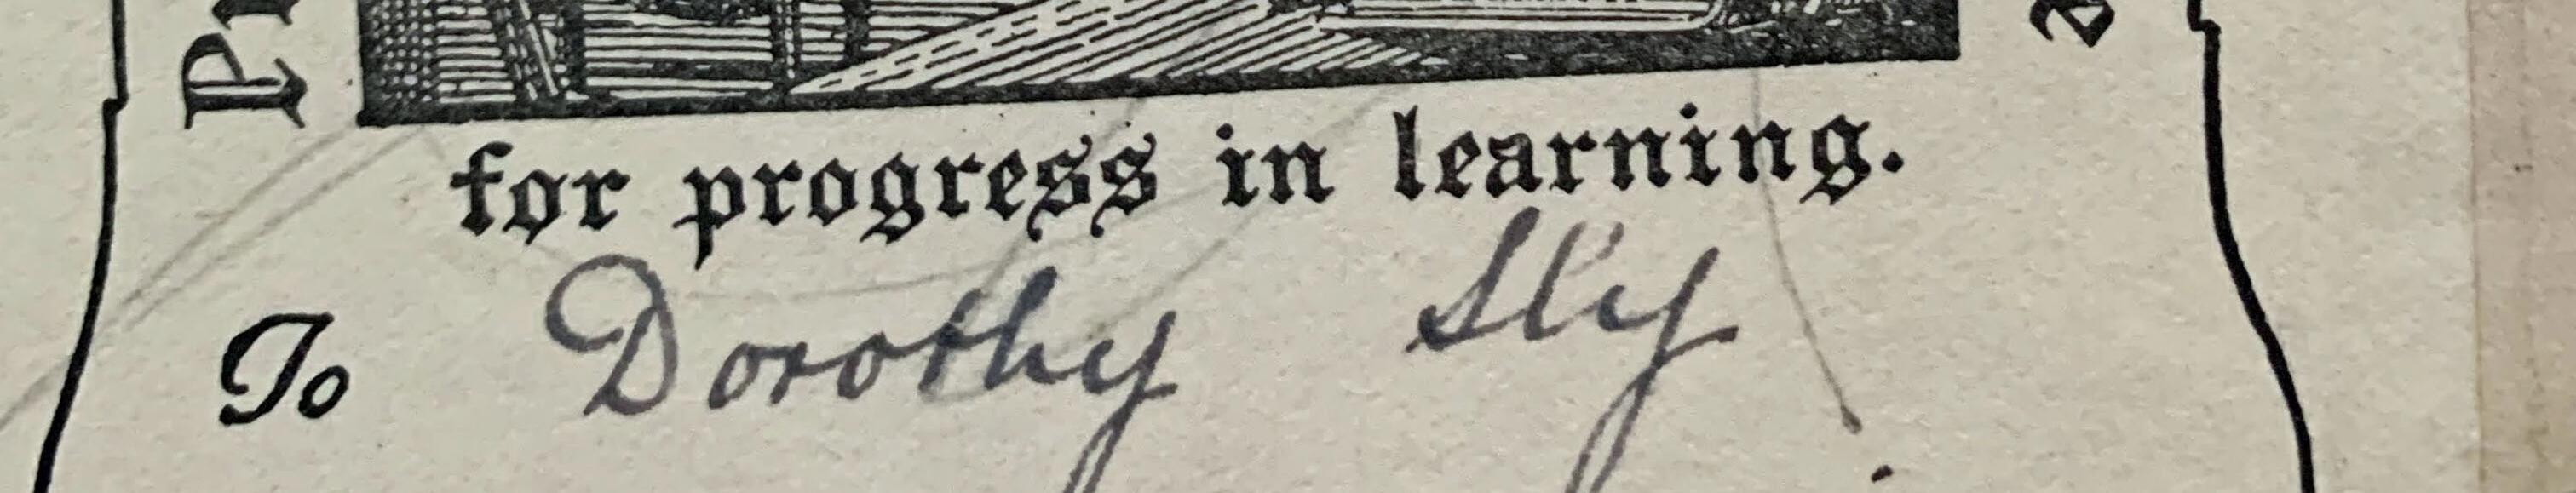 for progress in learning.
To Dorothy Sly